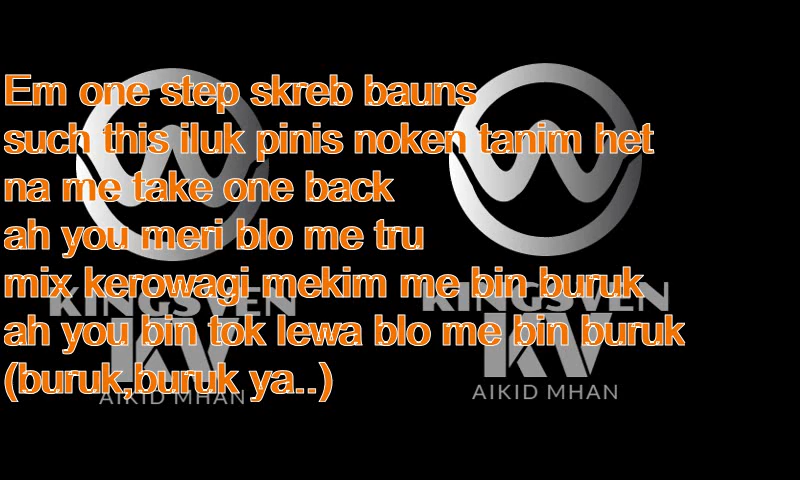 Em one step skreb bauns
such this iluk pinis noken tanim het
na me take one back
ah you meri blo me tru
mix kerowagi mekim me bin buruk
ah you bin tok lewa blo me bin buruk
(buruk,buruk ya..)
KINGSVEN KINGSVEN
KV KV
AIKID MHAN AIKID MHAN